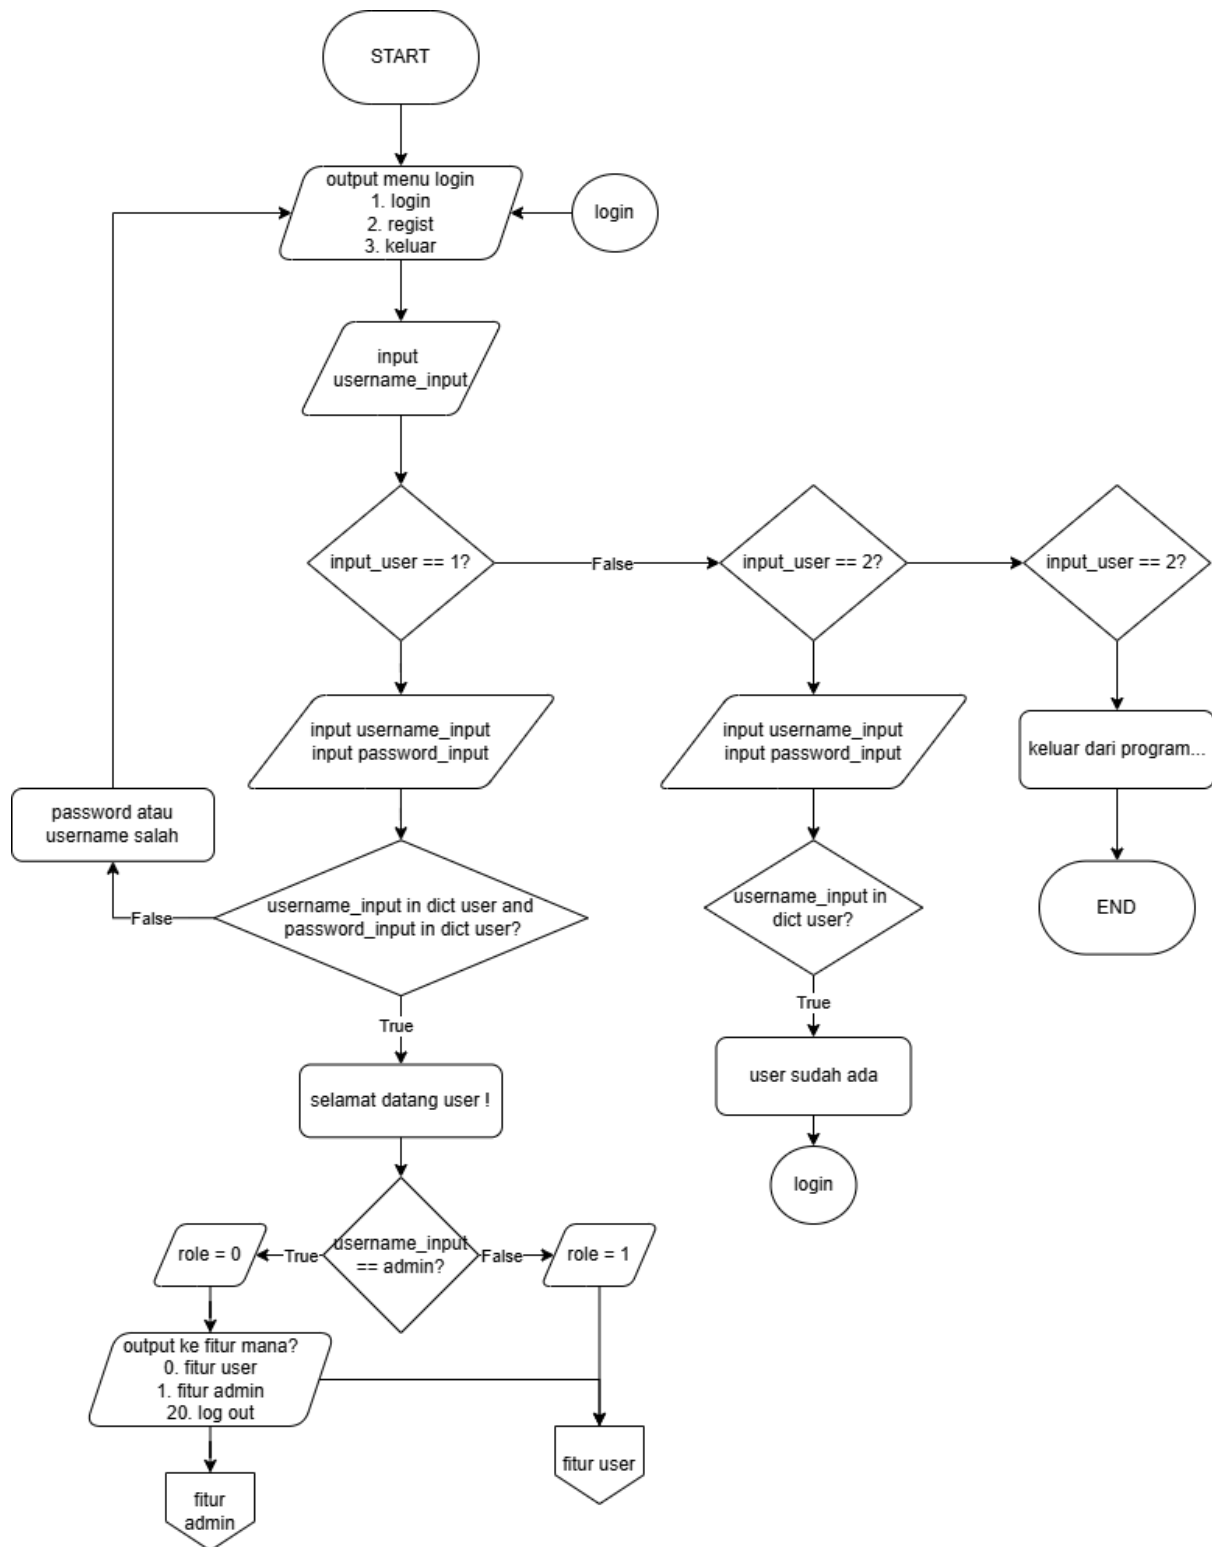 START
output menu login
1. login
2. regist
3. keluar
login
input
username_input
input_user == 1?
False
input_user == 2?
input_user == 2?
input username_input
input password_input
input username_input
input password_input
keluar dari program...
password atau
username salah
username_input in dict user and
password_input in dict user?
False
username_input in
dict user?
END
True
True
selamat datang user !
user sudah ada
login
username_input
== admin?
True
False
role = 0
role = 1
output ke fitur mana?
0. fitur user
1. fitur admin
20. log out
fitur user
fitur
admin